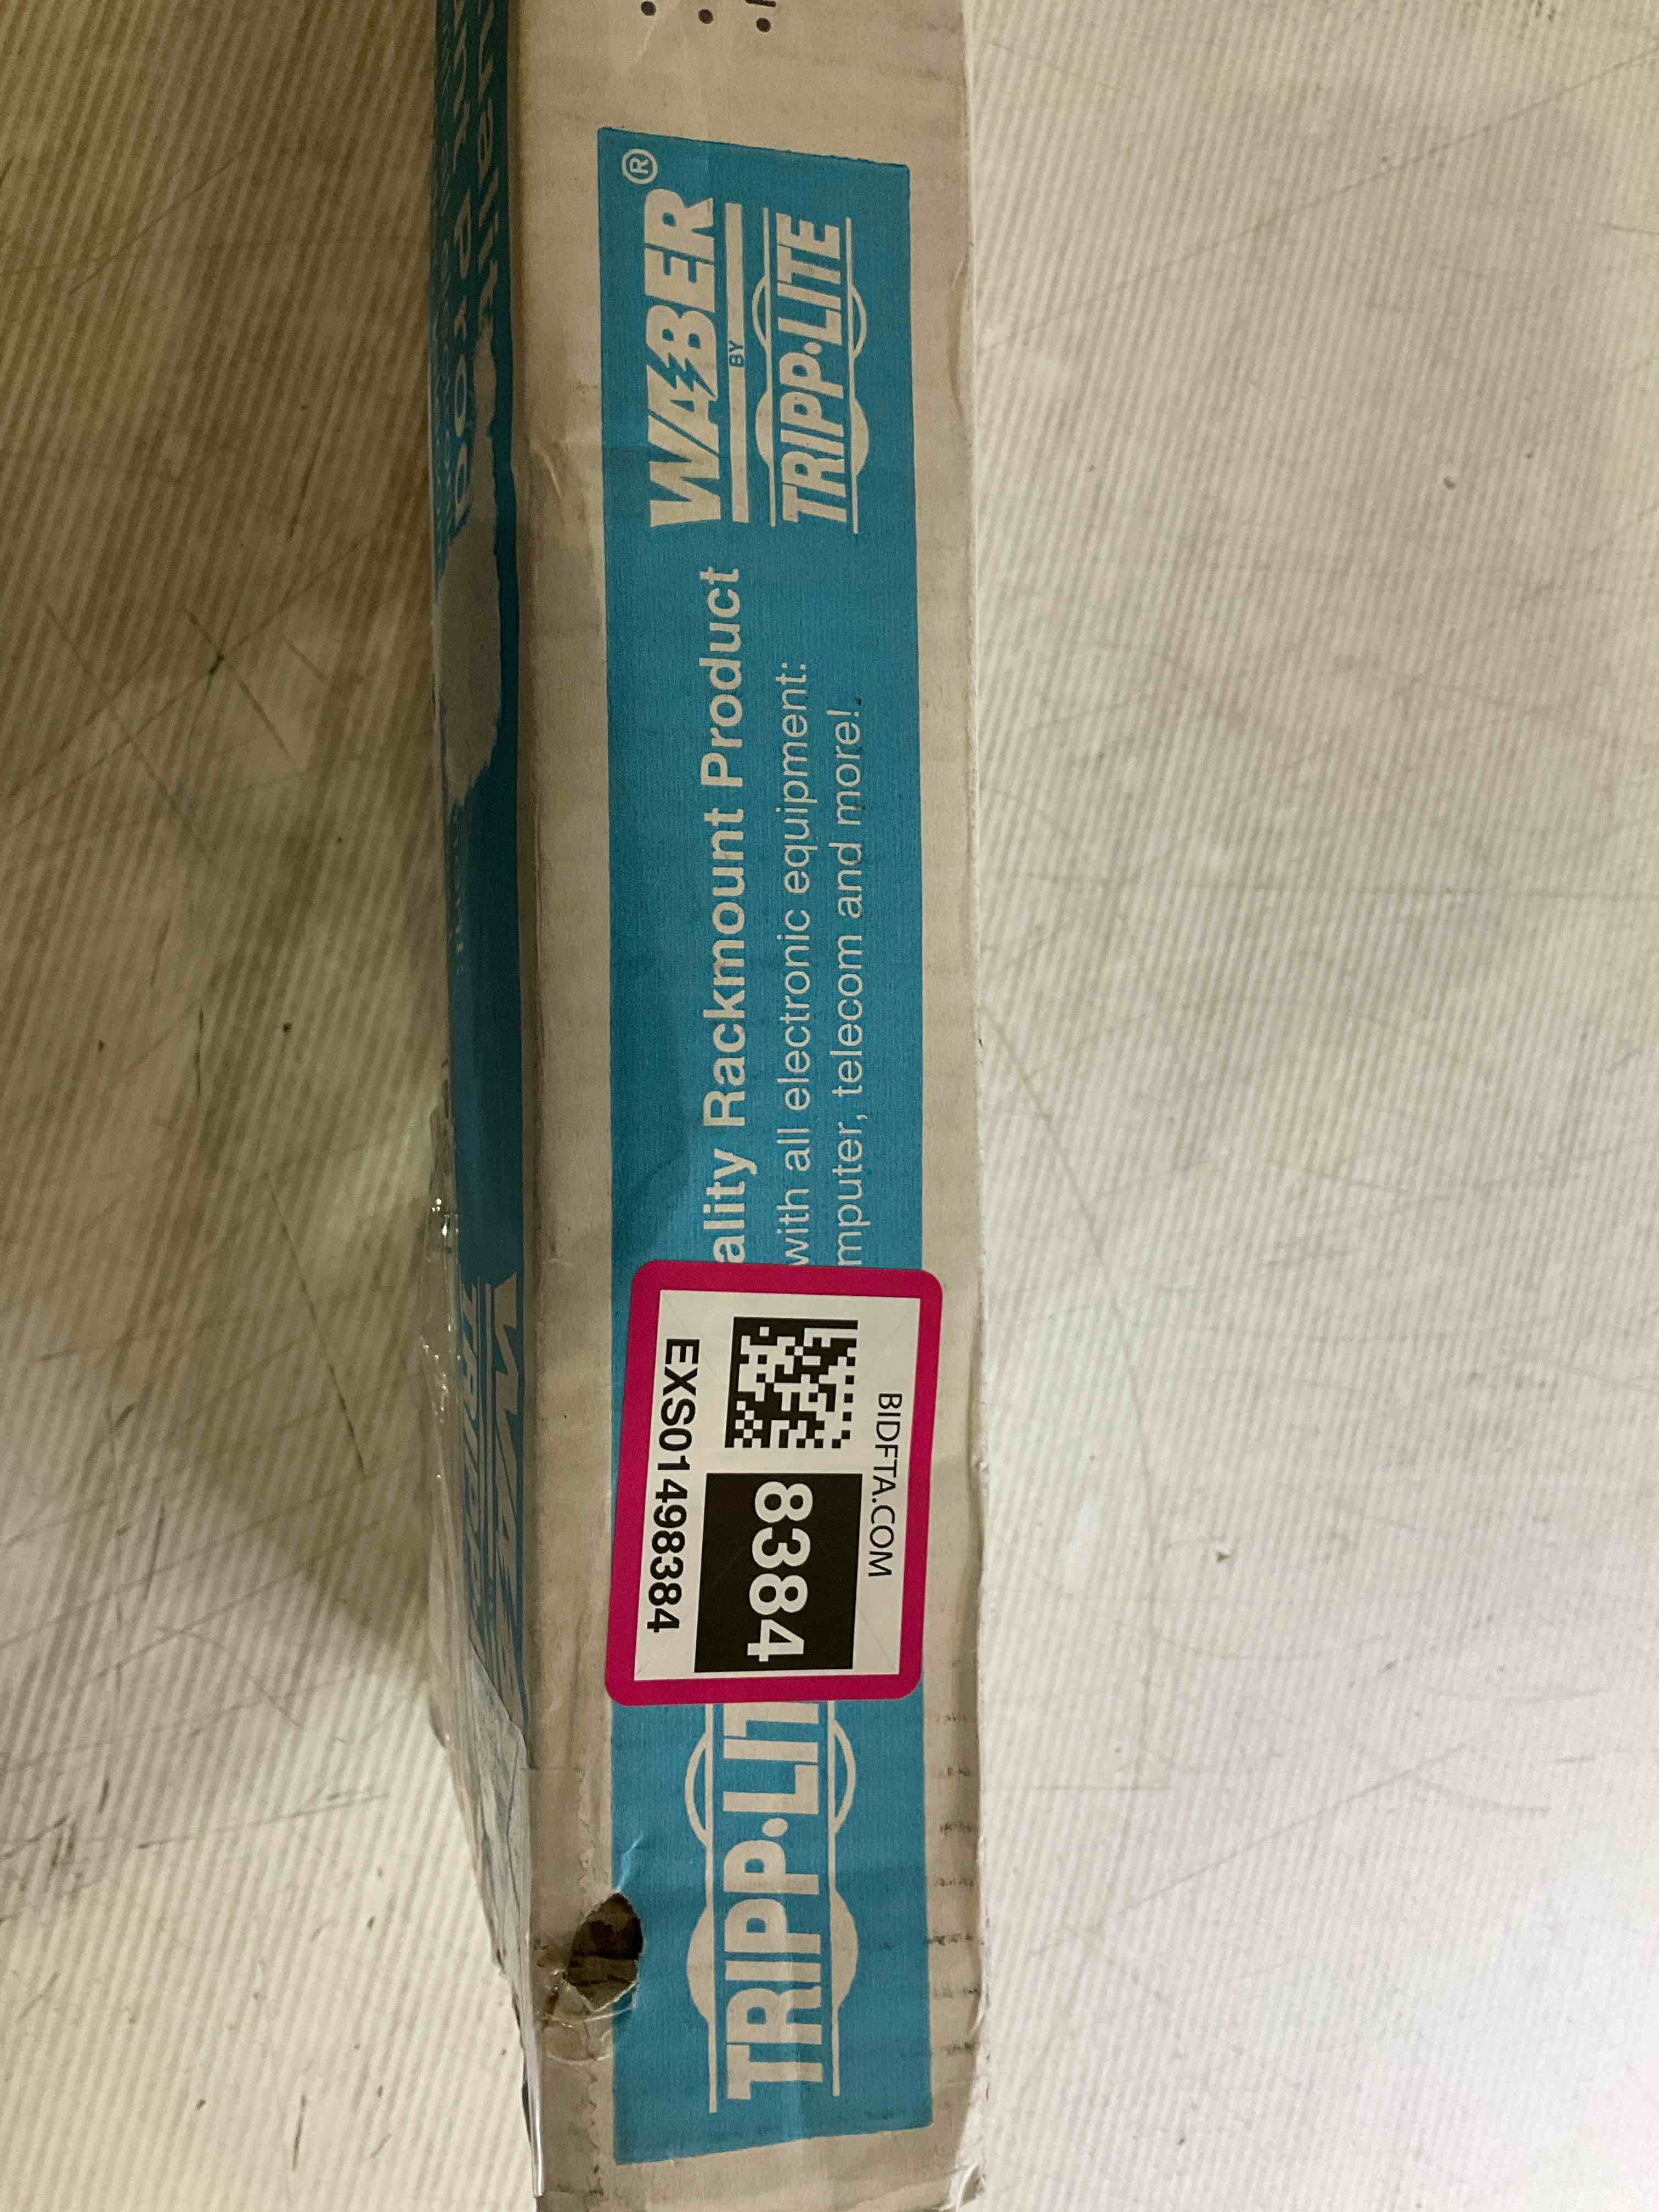 WABER®
BY
TRIPP·LITE
ality Rackmount Product
with all electronic equipment:
mputer, telecom and more!
BIDFTA.COM
8384
EXS01498384
TRIPP·LIT